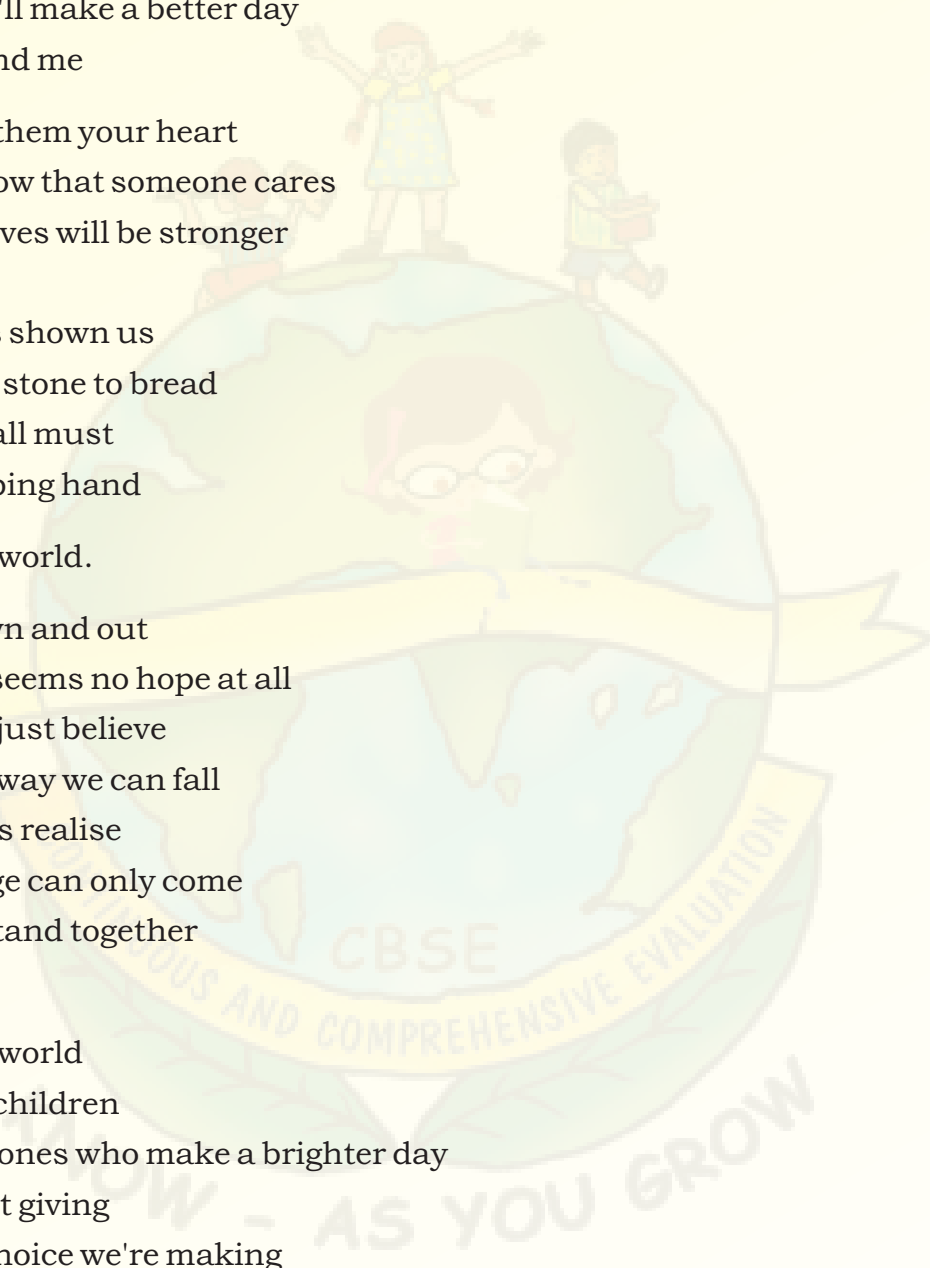 'll make a better day
nd me
them your heart
ow that someone cares
ves will be stronger
s shown us
stone to bread
all must
ping hand
world.
wn and out
seems no hope at all
just believe
way we can fall
s realise
ge can only come
tand together
world
children
ones who make a brighter day
t giving
hoice we're making
CBSE
CONTINUOUS AND COMPREHENSIVE EVALUATION
KNOW - AS YOU GROW